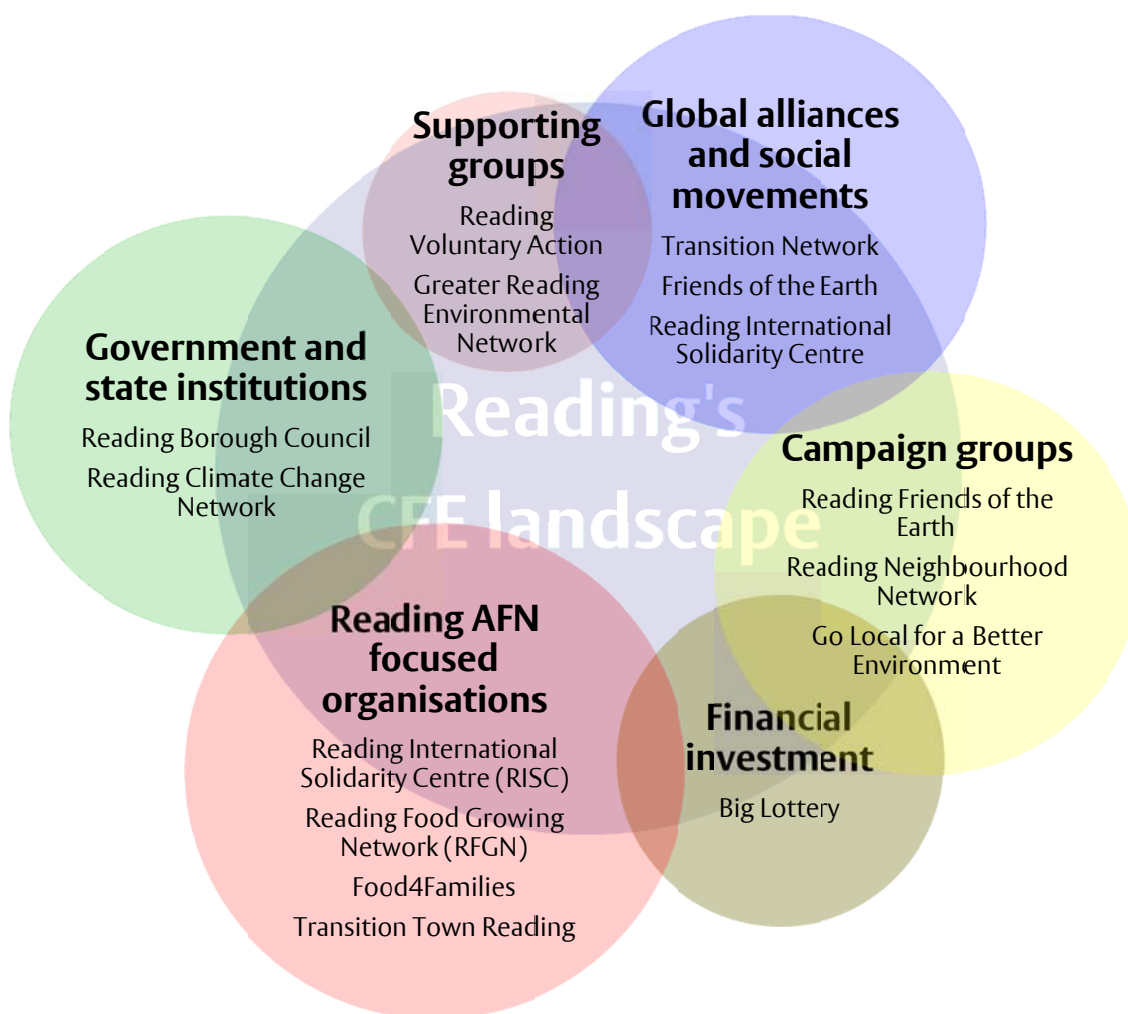 Supporting
groups
Reading
Voluntary Action
Greater Reading
Environmental
Network
Global alliances
and social
movements
Transition Network
Friends of the Earth
Reading International
Solidarity Centre
Government and
state institutions
Reading Borough Council
Reading Climate Change
Network
Reading's
CFE landscape
Campaign groups
Reading Friends of the
Earth
Reading Neighbourhood
Network
Go Local for a Better
Environment
Reading AFN
focused
organisations
Reading International
Solidarity Centre (RISC)
Reading Food Growing
Network (RFGN)
Food4Families
Transition Town Reading
Financial
investment
Big Lottery